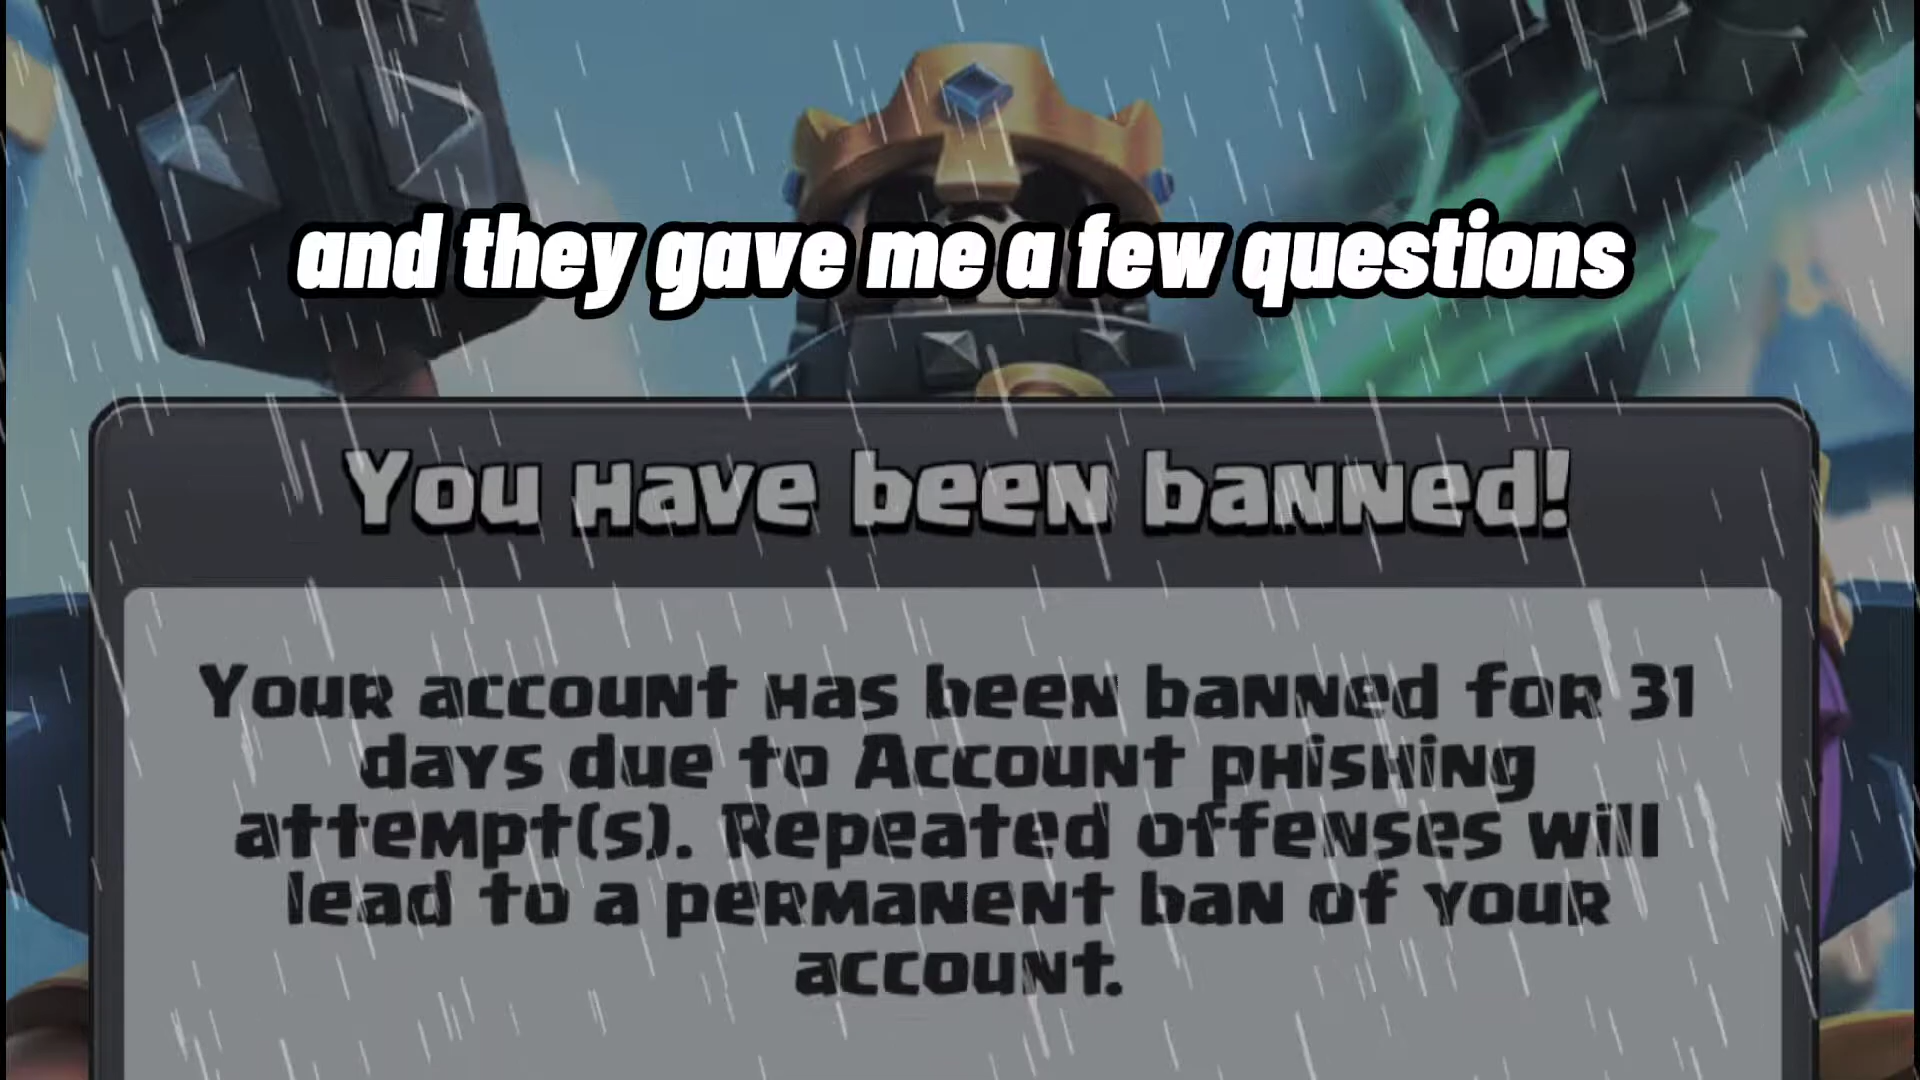 and they gave me a few questions
You have been banned!
Your account has been banned for 31
days due to Account phishing
attempt(s). Repeated offenses will
lead to a permanent ban of your
account.